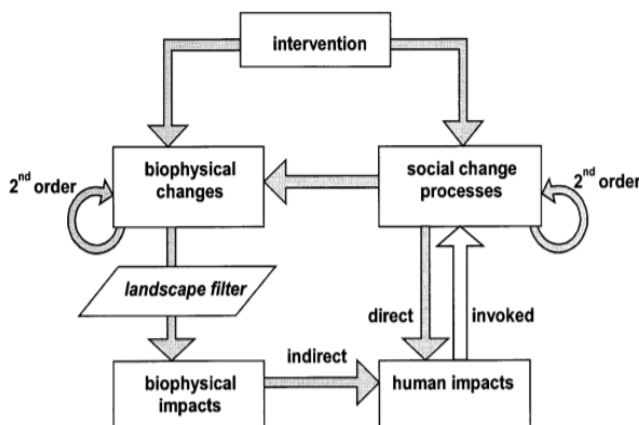 intervention
biophysical
changes
social change
processes
2nd order
2nd order
landscape filter
direct
invoked
indirect
biophysical
impacts
human impacts